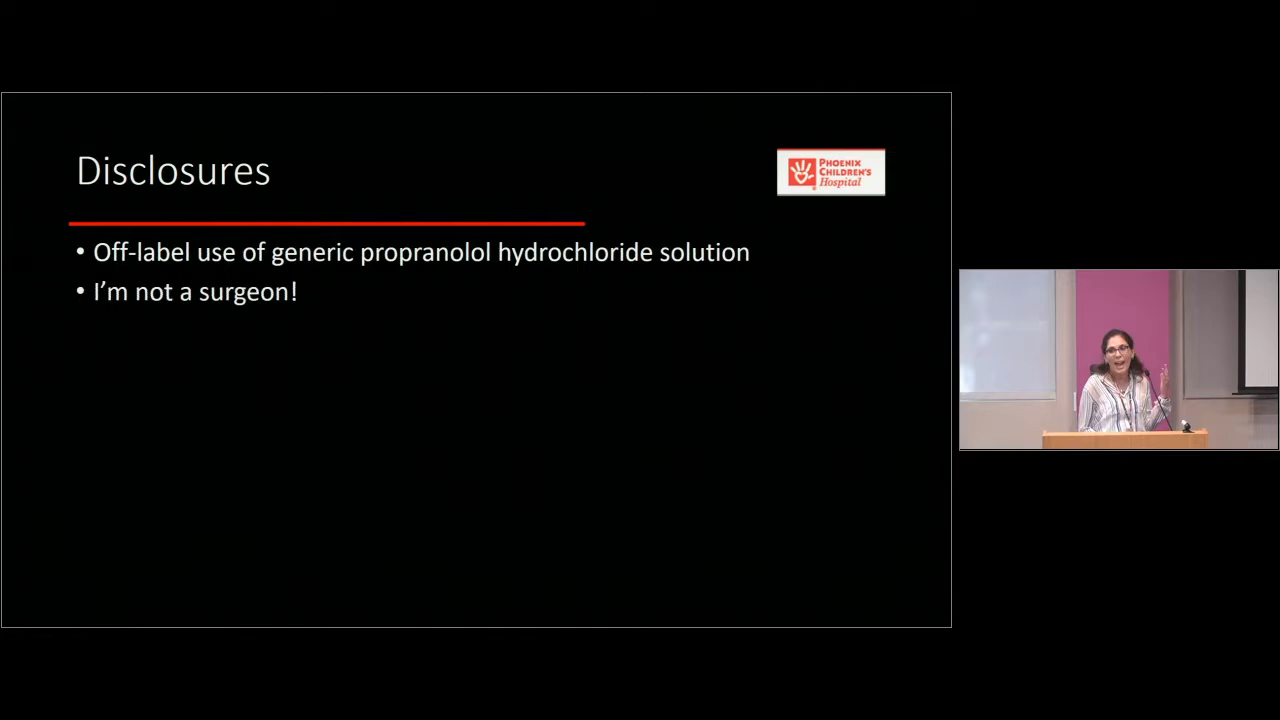 Disclosures
PHOENIX
CHILDREN'S
Hospital
• Off-label use of generic propranolol hydrochloride solution
• I'm not a surgeon!